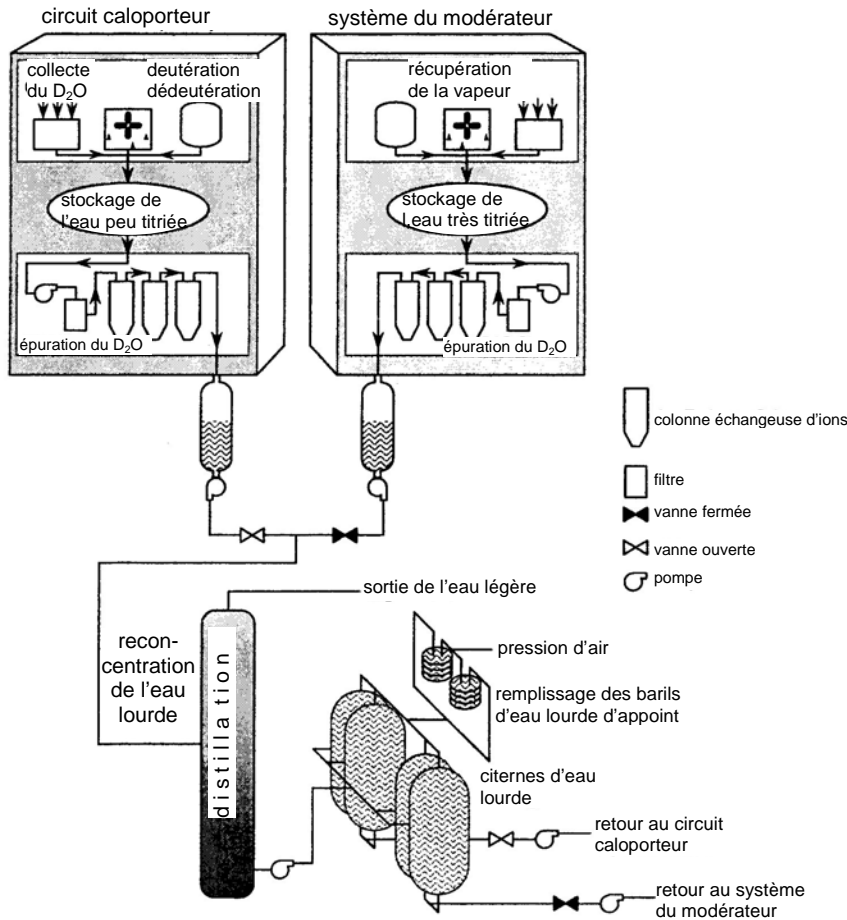 circuit caloporteur
système du modérateur
collecte
du D₂O
deutération
dédeutération
récupération
de la vapeur
stockage de
l'eau peu titriée
stockage de
l.eau très titriée
épuration du D₂O
épuration du D₂O
colonne échangeuse d'ions
filtre
vanne fermée
vanne ouverte
pompe
sortie de l'eau légère
recon-
centration
de l'eau
lourde
distillation
pression d'air
remplissage des barils
d'eau lourde d'appoint
citernes d'eau
lourde
retour au circuit
caloporteur
retour au système
du modérateur